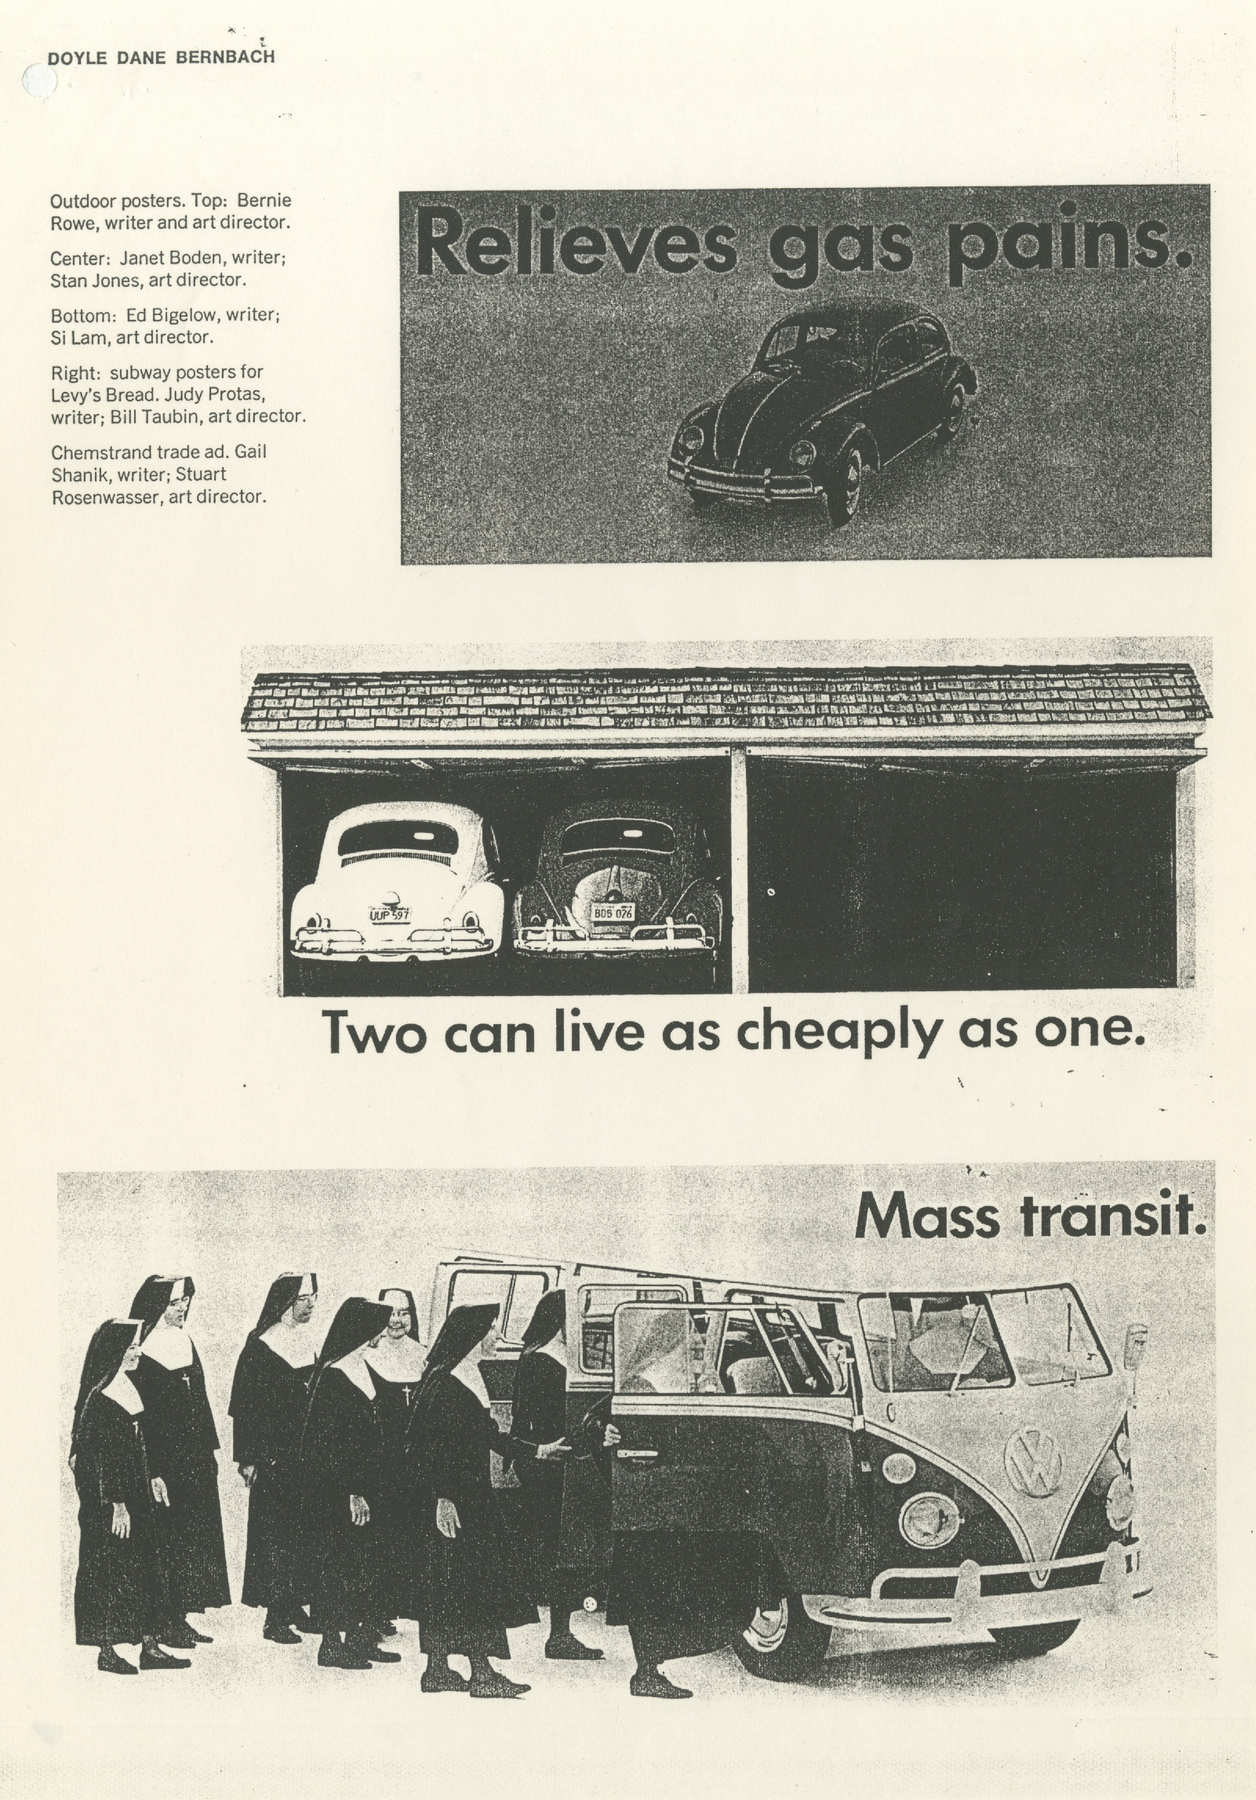 DOYLE DANE BERNBACH
Outdoor posters. Top: Bernie
Rowe, writer and art director.
Center: Janet Boden, writer;
Stan Jones, art director.
Bottom: Ed Bigelow, writer;
Si Lam, art director.
Right: subway posters for
Levy's Bread. Judy Protas,
writer; Bill Taubin, art director.
Chemstrand trade ad. Gail
Shanik, writer; Stuart
Rosenwasser, art director.
Relieves gas pains.
UUP 597
BOB 026
Two can live as cheaply as one.
Mass transit.
VW